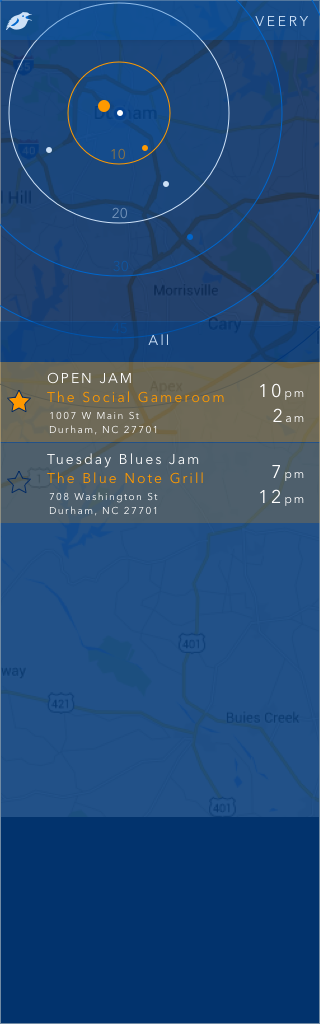 VEERY
40
Durham
10
l Hill
20
30
Morrisville
Cary
All
OPEN JAM
Apex
The Social Gameroom
10pm
1007 W Main St
2am
Durham, NC 27701
Tuesday Blues Jam
7pm
The Blue Note Grill
1
708 Washington St
12pm
Durham, NC 27701
401
way
421
Buies Creek
401